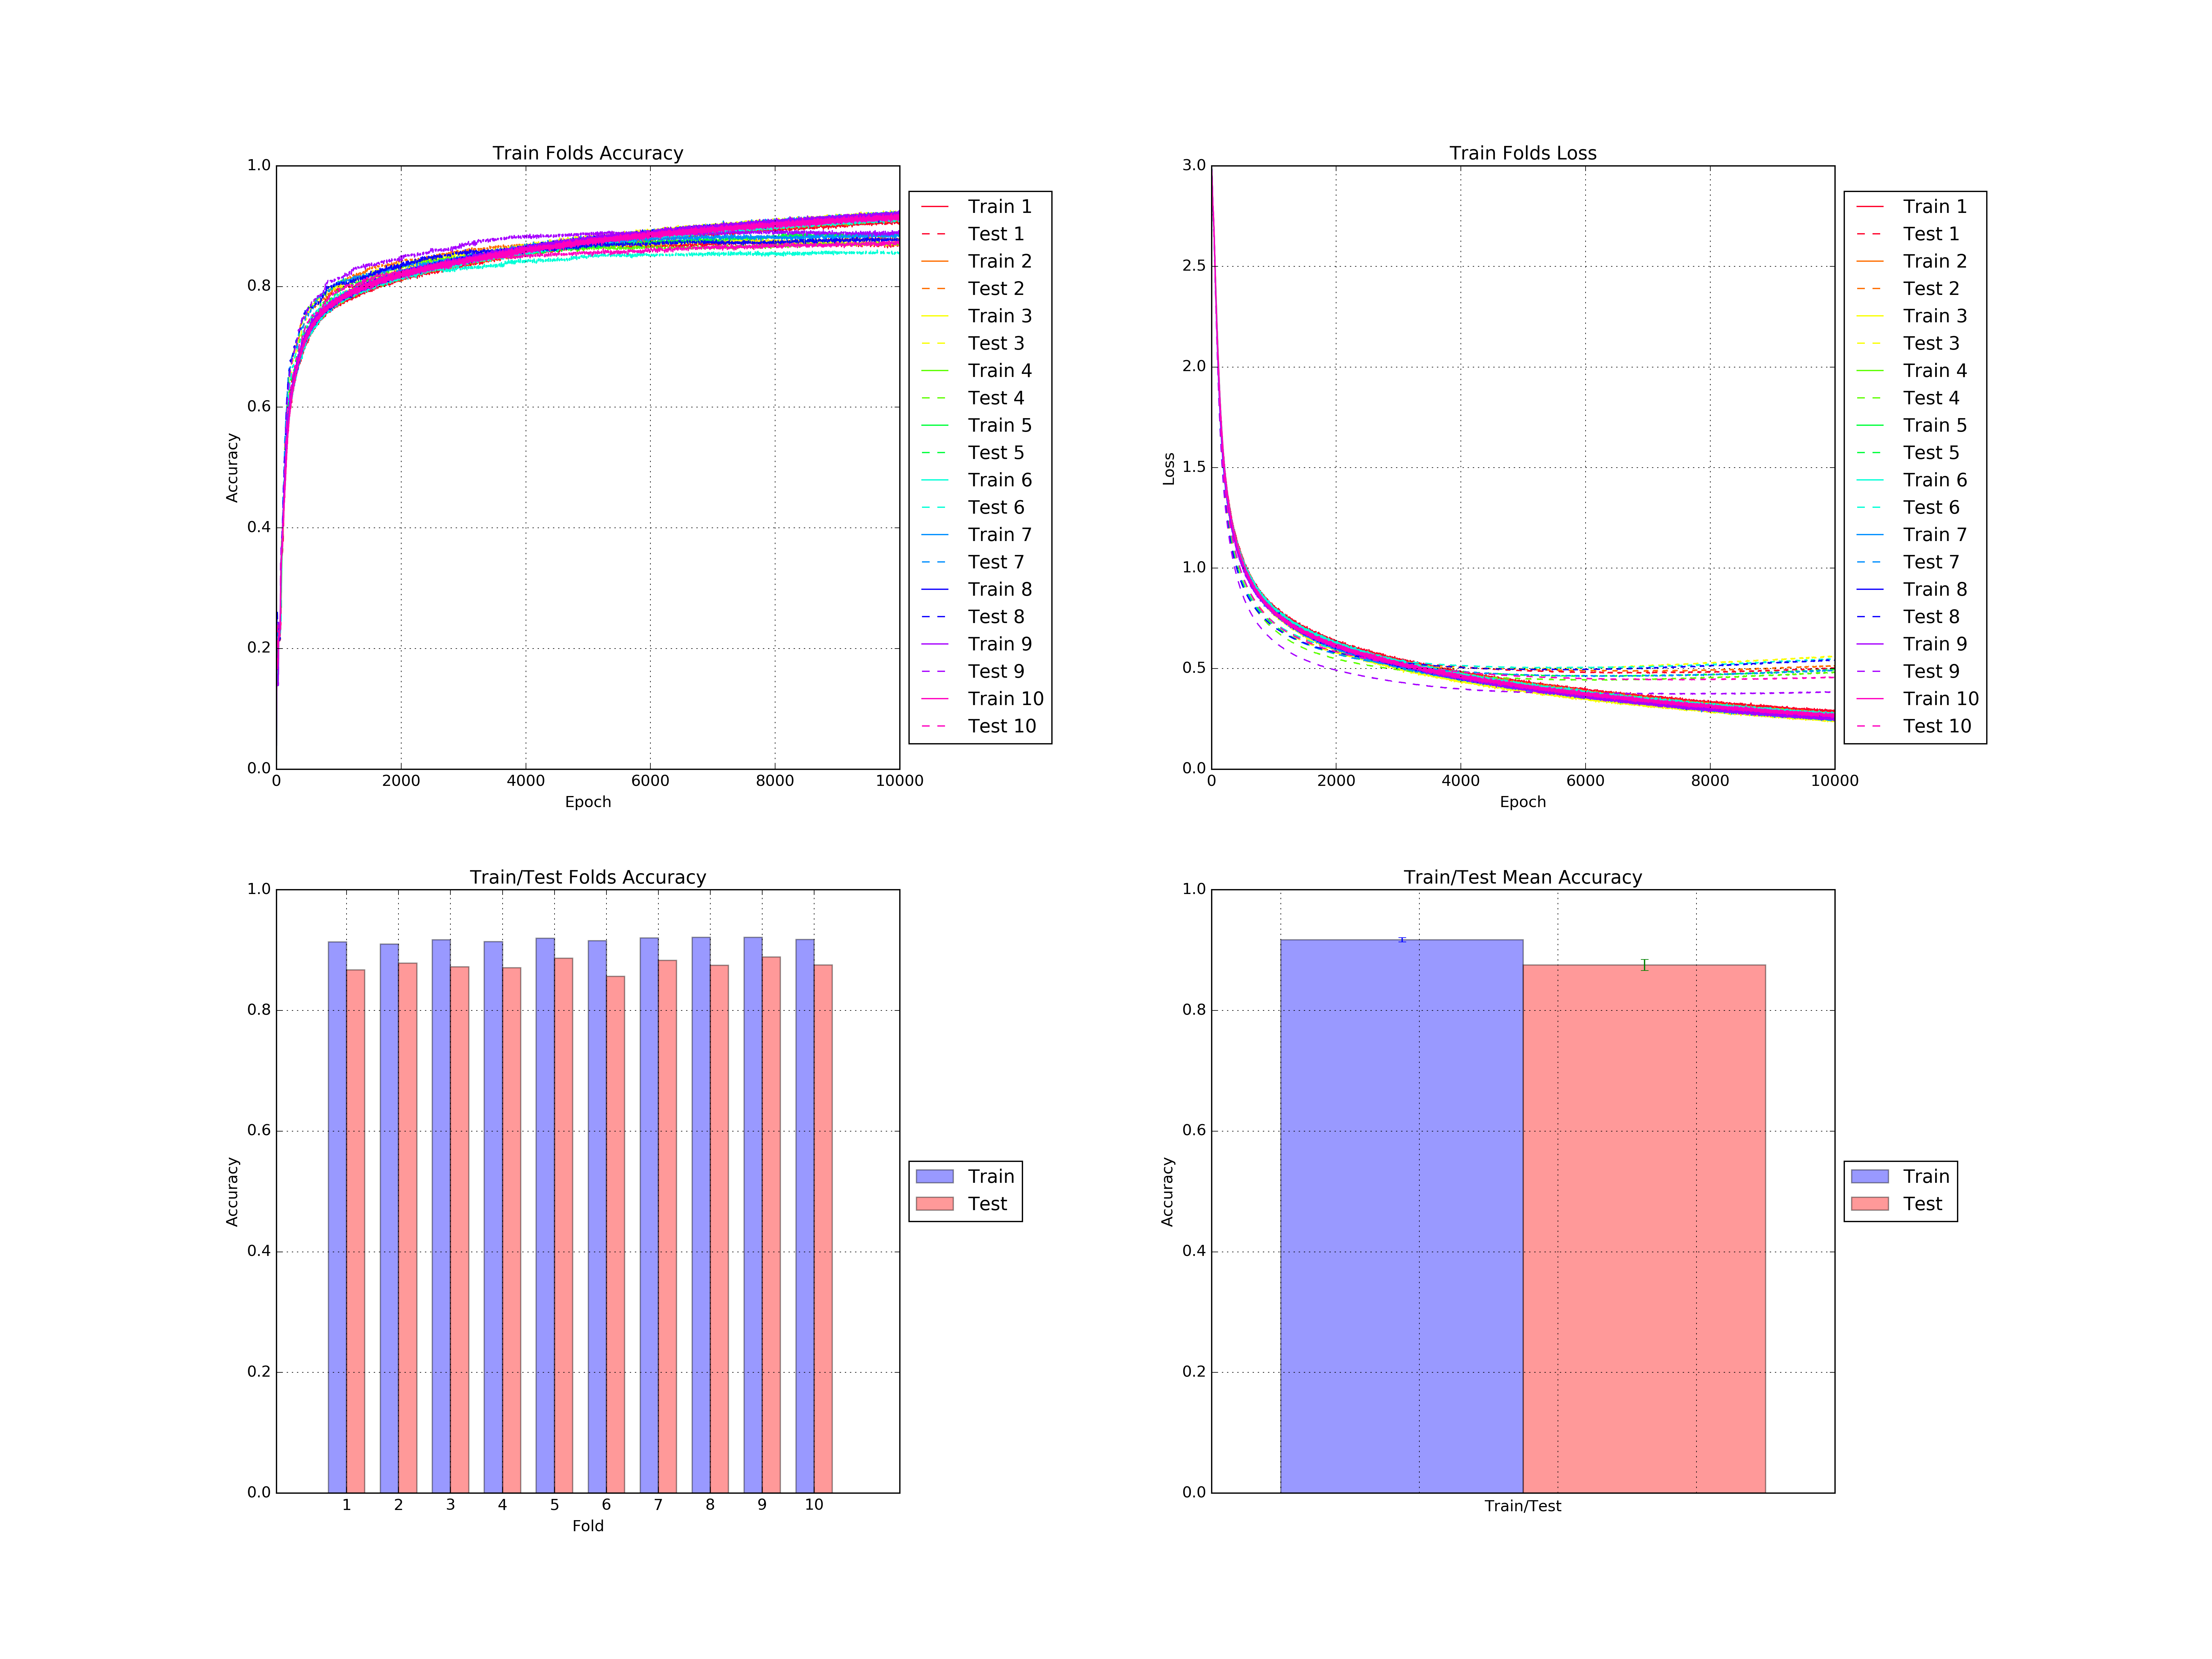 Train Folds Accuracy
1.0
0.8
0.6
0.4
0.2
0.0
Accuracy
0 2000 4000 6000 8000 10000
Epoch
Train 1
Test 1
Train 2
Test 2
Train 3
Test 3
Train 4
Test 4
Train 5
Test 5
Train 6
Test 6
Train 7
Test 7
Train 8
Test 8
Train 9
Test 9
Train 10
Test 10
Train Folds Loss
3.0
2.5
2.0
1.5
1.0
0.5
0.0
Loss
0 2000 4000 6000 8000 10000
Epoch
Train 1
Test 1
Train 2
Test 2
Train 3
Test 3
Train 4
Test 4
Train 5
Test 5
Train 6
Test 6
Train 7
Test 7
Train 8
Test 8
Train 9
Test 9
Train 10
Test 10
Train/Test Folds Accuracy
1.0
0.8
0.6
0.4
0.2
0.0
Accuracy
1 2 3 4 5 6 7 8 9 10
Fold
Train
Test
Train/Test Mean Accuracy
1.0
0.8
0.6
0.4
0.2
0.0
Accuracy
Train/Test
Train
Test